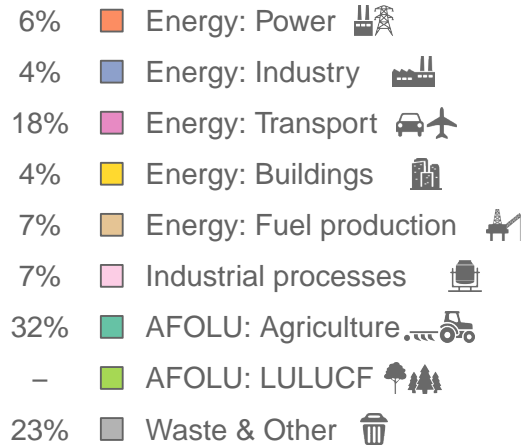 6% Energy: Power
4% Energy: Industry
18% Energy: Transport
4% Energy: Buildings
7% Energy: Fuel production
7% Industrial processes
32% AFOLU: Agriculture
– AFOLU: LULUCF
23% Waste & Other